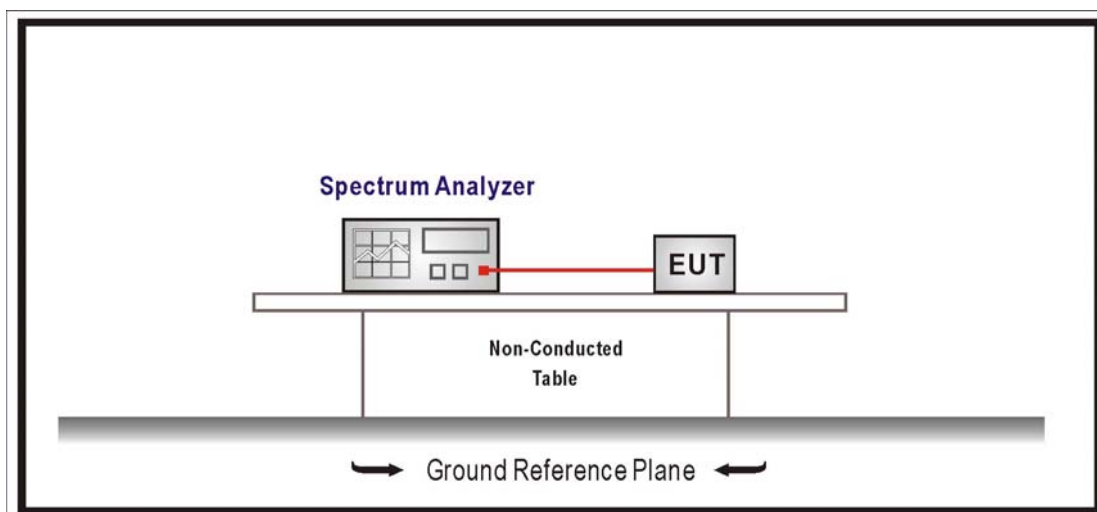 Spectrum Analyzer
EUT
Non-Conducted
Table
Ground Reference Plane